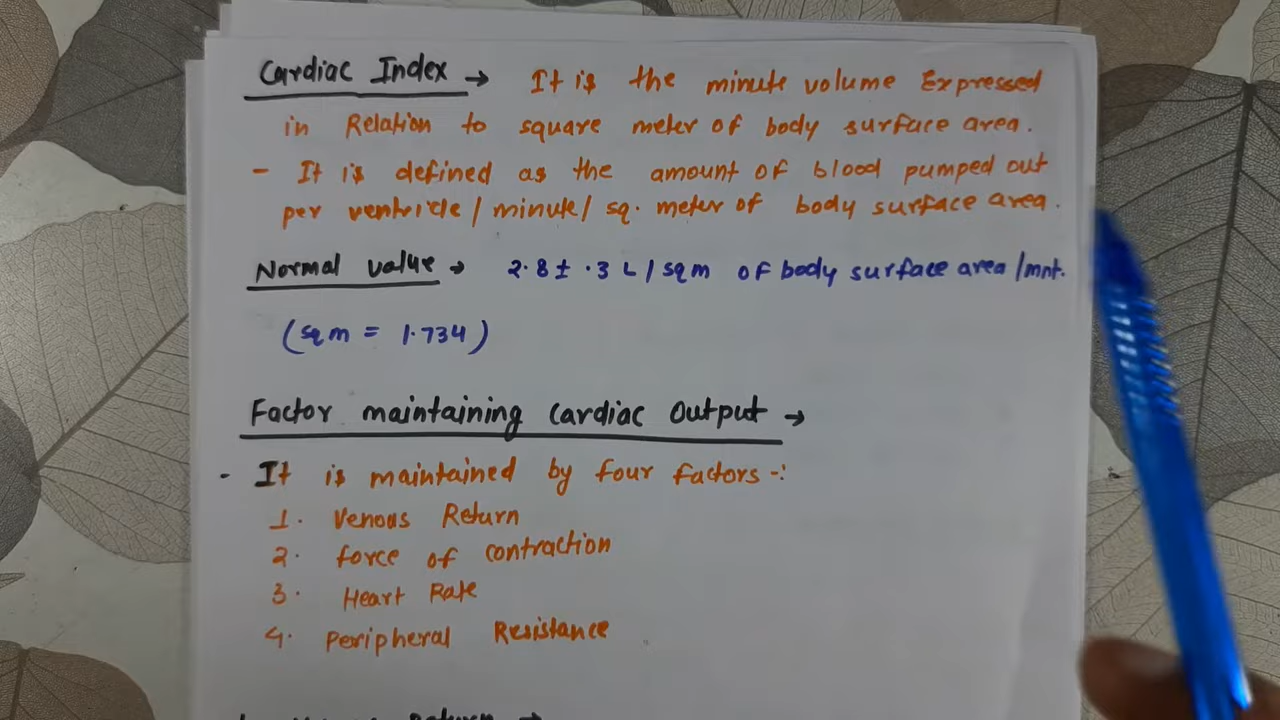 Cardiac Index → It is the minute volume Expressed
in Relation to square meter of body surface area.
- It is defined as the amount of blood pumped out
per ventricle / minute / sq. meter of body surface area.
Normal value → 2.8 ± .3 L / sqm of body surface area / mnt.
(sqm = 1.734)
Factor maintaining Cardiac Output →
- It is maintained by four factors -:
1. Venous Return
2. force of contraction
3. Heart Rate
4. Peripheral Resistance
Return →